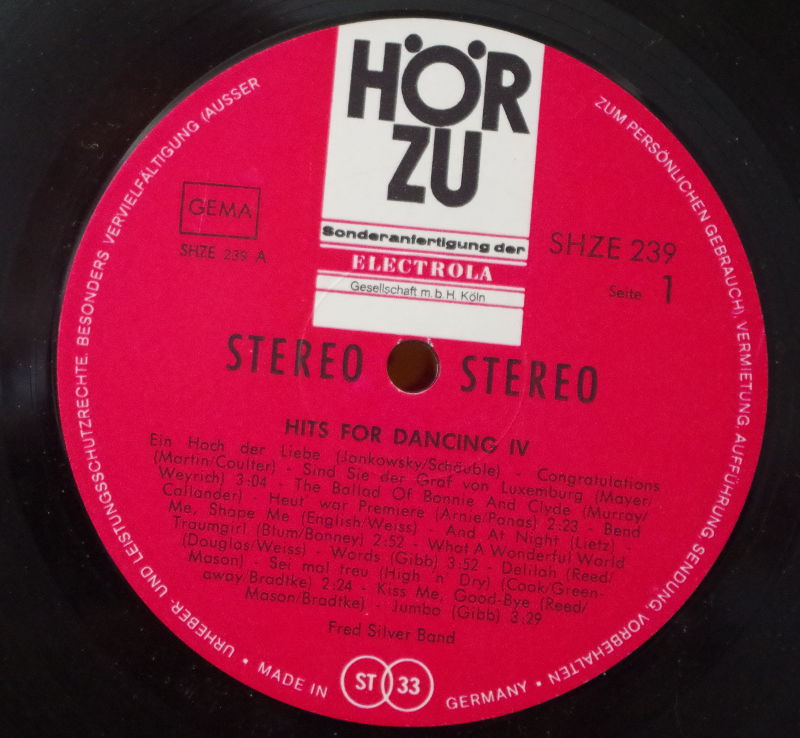 HÖR
ZU
Sonderanfertigung der
ELECTROLA
Gesellschaft m.b.H. Köln
GEMA
SHZE 239 A
SHZE 239
Seite 1
STEREO STEREO
HITS FOR DANCING IV
Ein Hoch der Liebe (Jankowsky/Schäuble) - Congratulations
(Martin/Coulter) - Sind Sie der Graf von Luxemburg (Mayer/
Weyrich) 3:04 - The Ballad Of Bonnie And Clyde (Murray/
Callander) - Heut' war Premiere (Arnie/Panas) 2:23 - Bend
Me, Shape Me (English/Weiss) - And At Night (Lietz) -
Traumgirl (Blum/Bonney) 2:52 - What A Wonderful World
(Douglas/Weiss) - Words (Gibb) 3:52 - Delilah (Reed/
Mason) - Sei mal treu (High 'n' Dry) (Cook/Green-
away/Bradtke) 2:24 - Kiss Me, Good-Bye (Reed/
Mason/Bradtke) - Jumbo (Gibb) 3:29
Fred Silver Band
URHEBER- UND LEISTUNGSSCHUTZRECHTE, BESONDERS VERVIELFÄLTIGUNG (AUSSER
ZUM PERSÖNLICHEN GEBRAUCH), VERMIETUNG, AUFFÜHRUNG, SENDUNG, VORBEHALTEN •
• MADE IN ST 33 GERMANY •